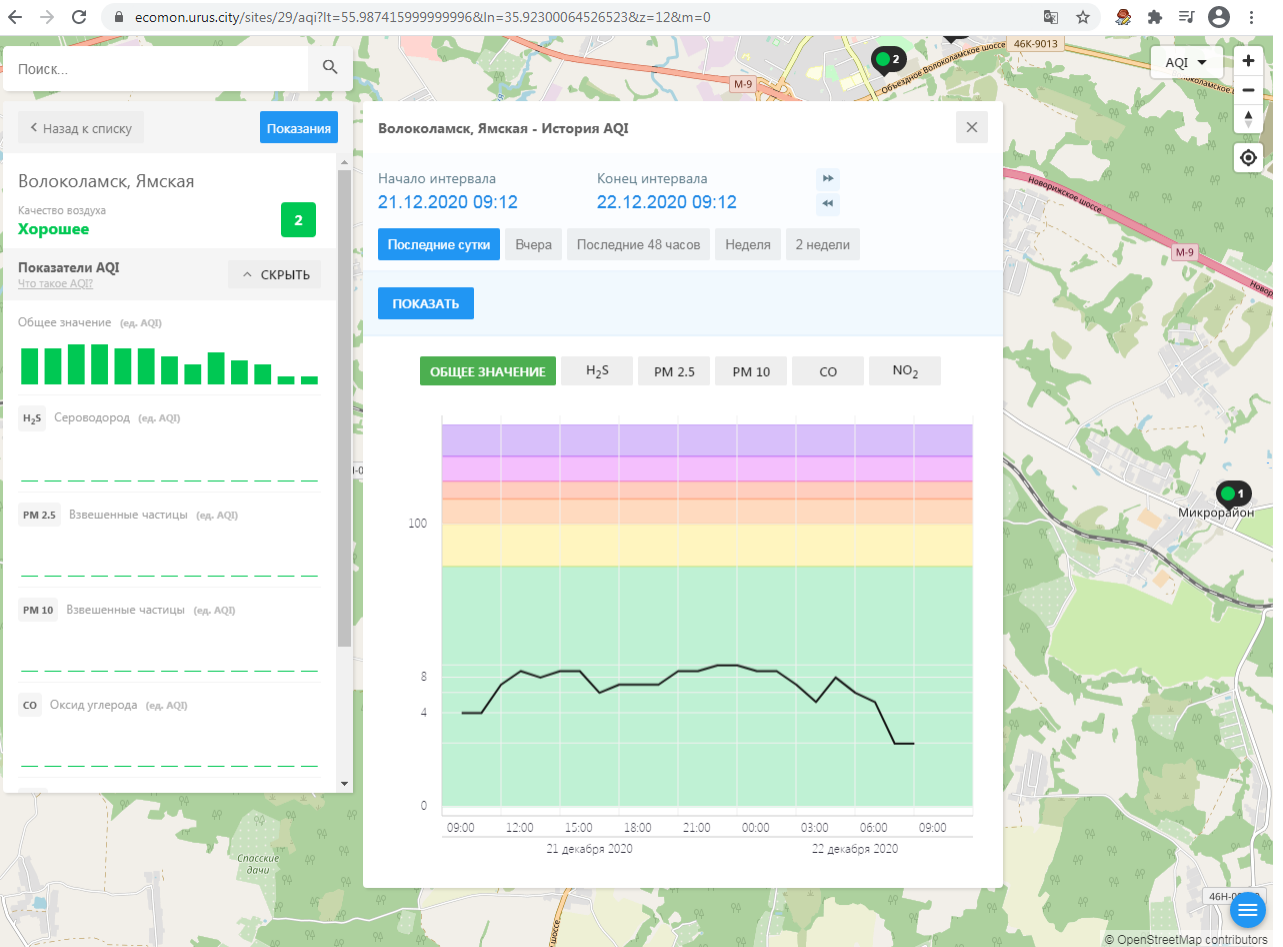 ecomon.urus.city/sites/29/aqi?lt=55.987415999999996&ln=35.92300064526523&z=12&m=0
Поиск...
М-9
2
Объездное Волоколамское шоссе
46К-9013
AQI
Назад к списку
Показания
Волоколамск, Ямская
Качество воздуха
Хорошее
2
Показатели AQI
Что такое AQI?
СКРЫТЬ
Общее значение (ед. AQI)
H2S Сероводород (ед. AQI)
PM 2.5 Взвешенные частицы (ед. AQI)
PM 10 Взвешенные частицы (ед. AQI)
CO Оксид углерода (ед. AQI)
Волоколамск, Ямская - История AQI
Начало интервала
21.12.2020 09:12
Конец интервала
22.12.2020 09:12
Последние сутки
Вчера
Последние 48 часов
Неделя
2 недели
ПОКАЗАТЬ
ОБЩЕЕ ЗНАЧЕНИЕ
H2S
PM 2.5
PM 10
CO
NO2
100
8
4
0
09:00 12:00 15:00 18:00 21:00 00:00 03:00 06:00 09:00
21 декабря 2020 22 декабря 2020
Новорижское шоссе
М-9
1
Микрорайон
Спасские
дачи
© OpenStreetMap contributors